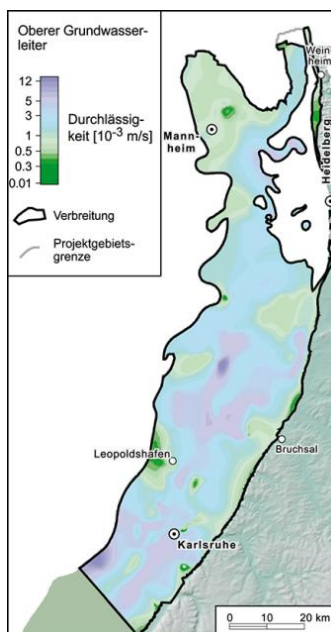 Oberer Grundwasser-
leiter
12
5
3
1
0.5
0.3
0.01
Durchlässig-
keit [10⁻³ m/s]
Verbreitung
Projektgebiets-
grenze
Wein-
heim
Mann-
heim
Heidelberg
Leopoldshafen
Bruchsal
Karlsruhe
0 10 20 km